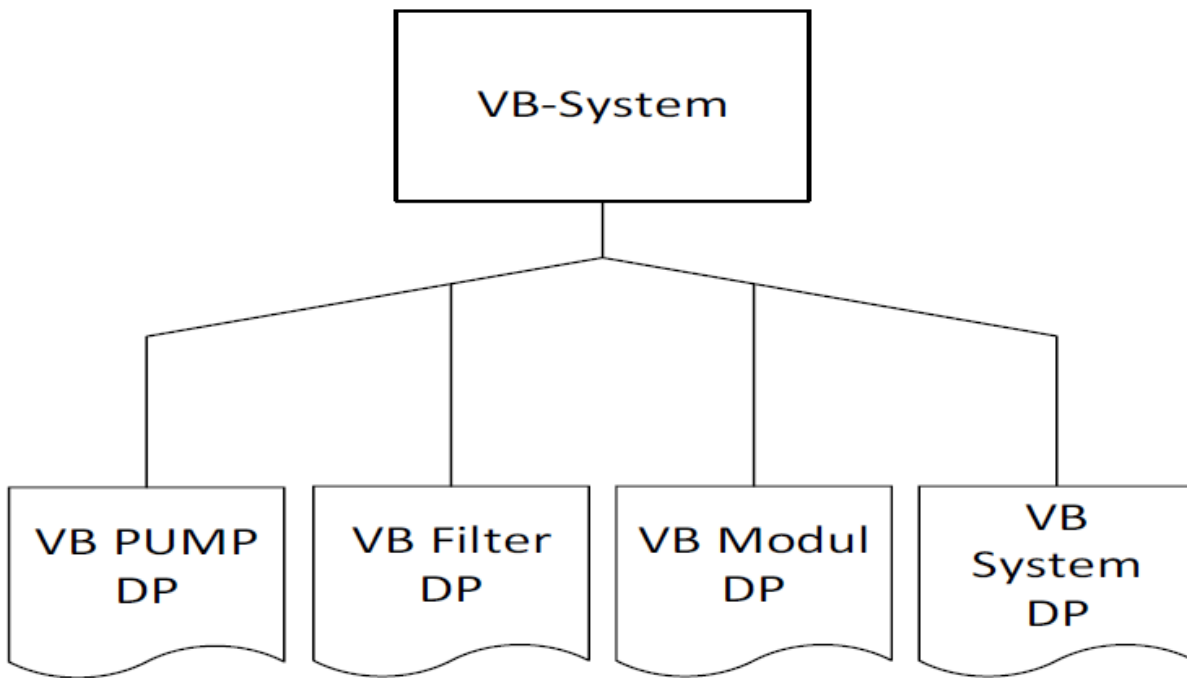 VB-System
VB PUMP
DP
VB Filter
DP
VB Modul
DP
VB
System
DP